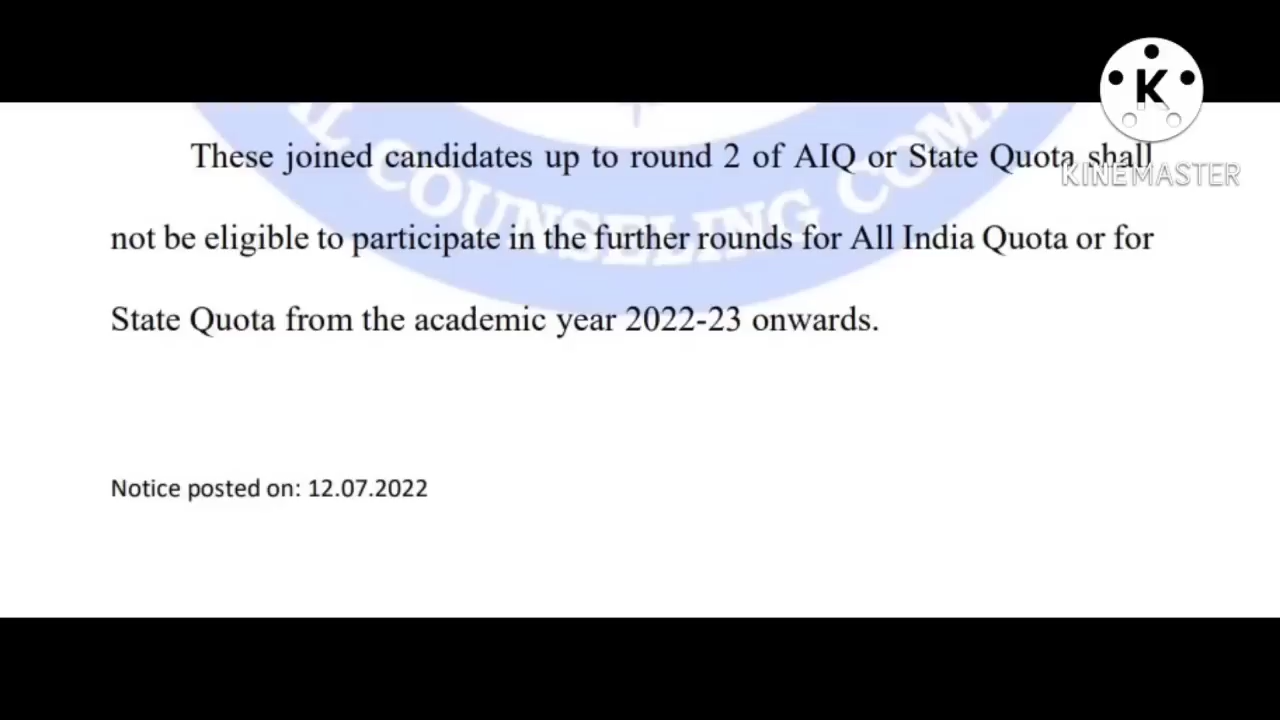 These joined candidates up to round 2 of AIQ or State Quota shall
KINEMASTER
not be eligible to participate in the further rounds for All India Quota or for
State Quota from the academic year 2022-23 onwards.
Notice posted on: 12.07.2022
K
L COUNSELING COM